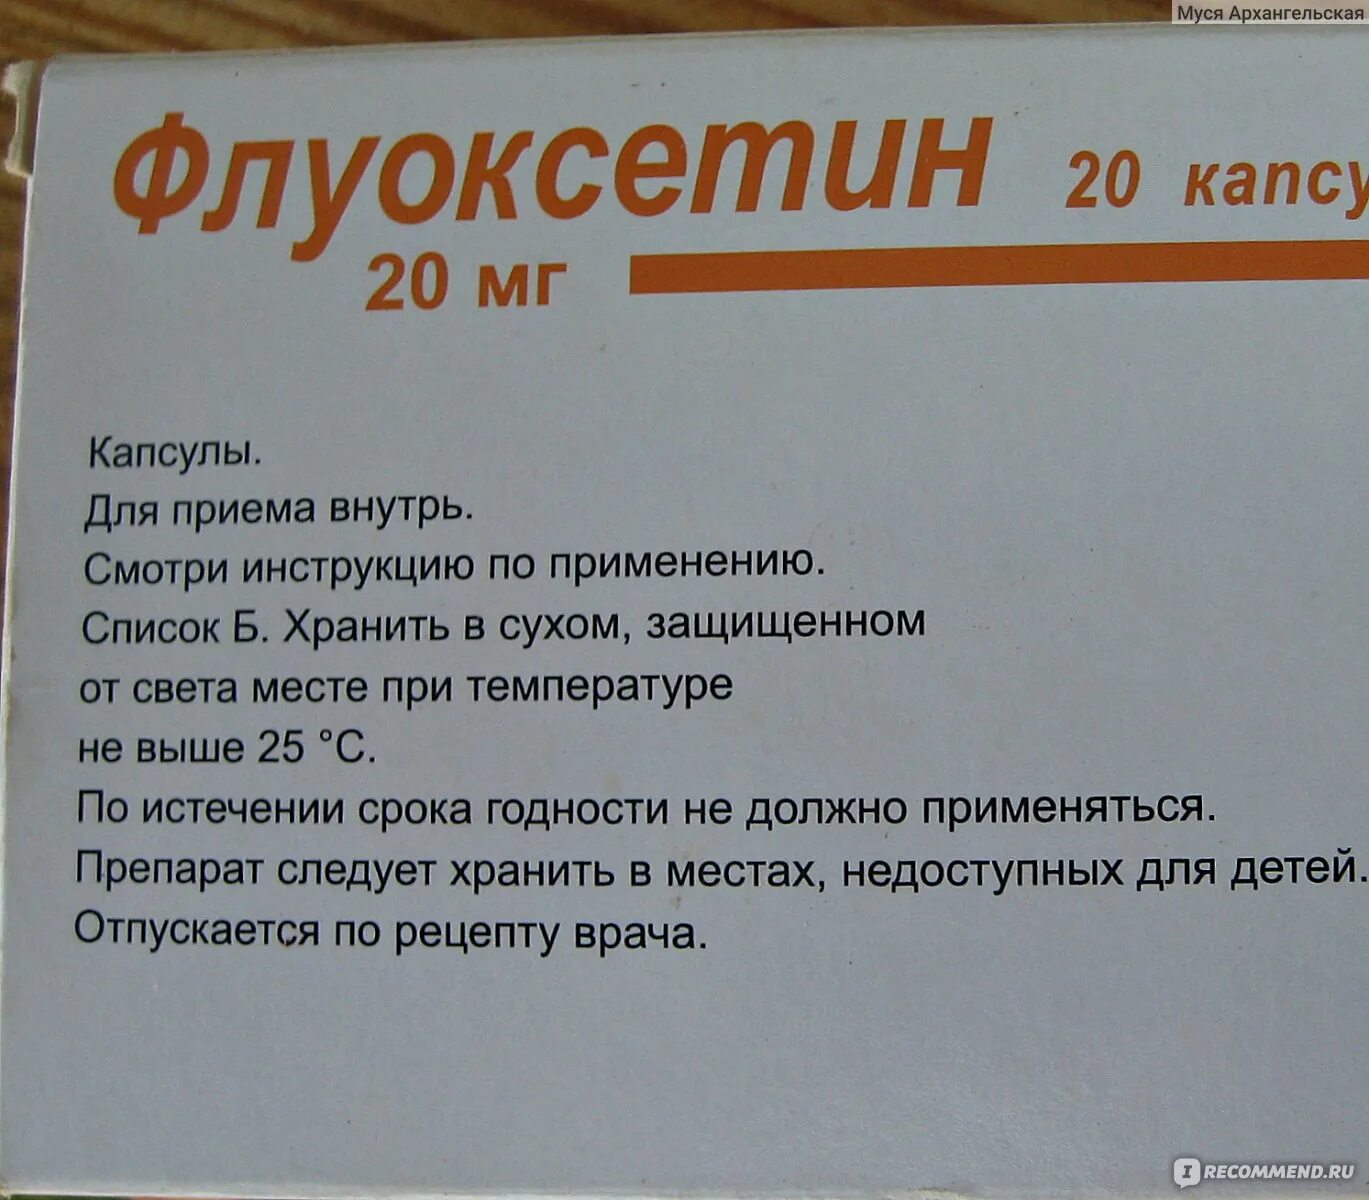 Муся Архангельская
Флуоксетин 20 капсу
20 мг
Капсулы.
Для приема внутрь.
Смотри инструкцию по применению.
Список Б. Хранить в сухом, защищенном
от света месте при температуре
не выше 25 °С.
По истечении срока годности не должно применяться.
Препарат следует хранить в местах, недоступных для детей.
Отпускается по рецепту врача.
IRECOMMEND.RU